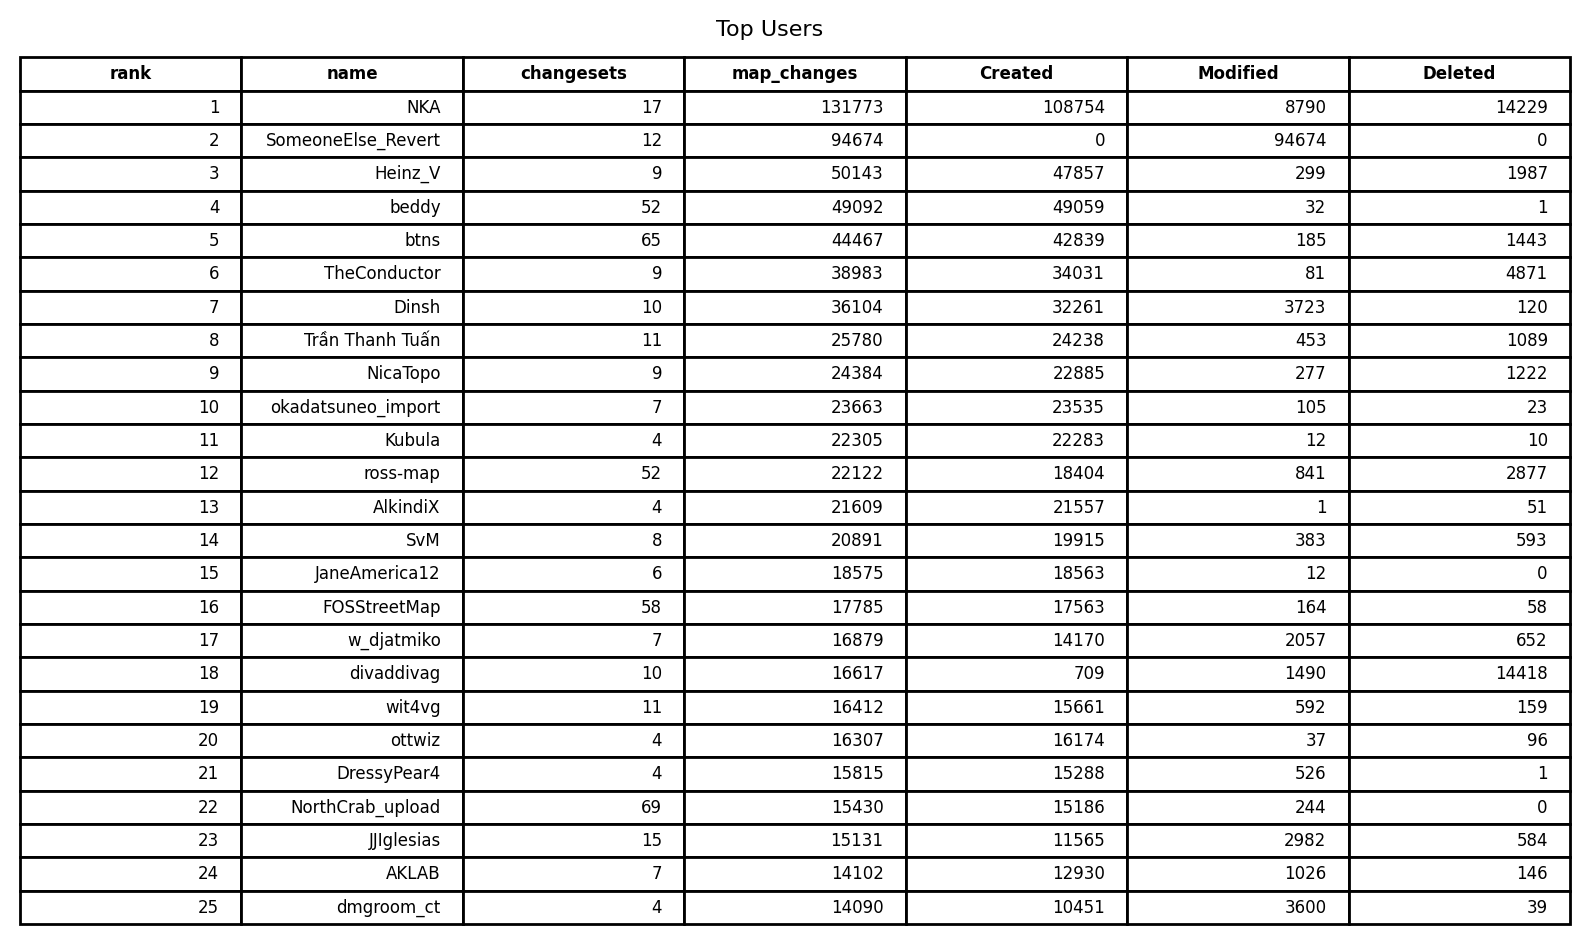 Top Users
rank name changesets map_changes Created Modified Deleted
1 NKA 17 131773 108754 8790 14229
2 SomeoneElse_Revert 12 94674 0 94674 0
3 Heinz_V 9 50143 47857 299 1987
4 beddy 52 49092 49059 32 1
5 btns 65 44467 42839 185 1443
6 TheConductor 9 38983 34031 81 4871
7 Dinsh 10 36104 32261 3723 120
8 Trần Thanh Tuấn 11 25780 24238 453 1089
9 NicaTopo 9 24384 22885 277 1222
10 okadatsuneo_import 7 23663 23535 105 23
11 Kubula 4 22305 22283 12 10
12 ross-map 52 22122 18404 841 2877
13 AlkindiX 4 21609 21557 1 51
14 SvM 8 20891 19915 383 593
15 JaneAmerica12 6 18575 18563 12 0
16 FOSStreetMap 58 17785 17563 164 58
17 w_djatmiko 7 16879 14170 2057 652
18 divaddivag 10 16617 709 1490 14418
19 wit4vg 11 16412 15661 592 159
20 ottwiz 4 16307 16174 37 96
21 DressyPear4 4 15815 15288 526 1
22 NorthCrab_upload 69 15430 15186 244 0
23 JJIglesias 15 15131 11565 2982 584
24 AKLAB 7 14102 12930 1026 146
25 dmgroom_ct 4 14090 10451 3600 39